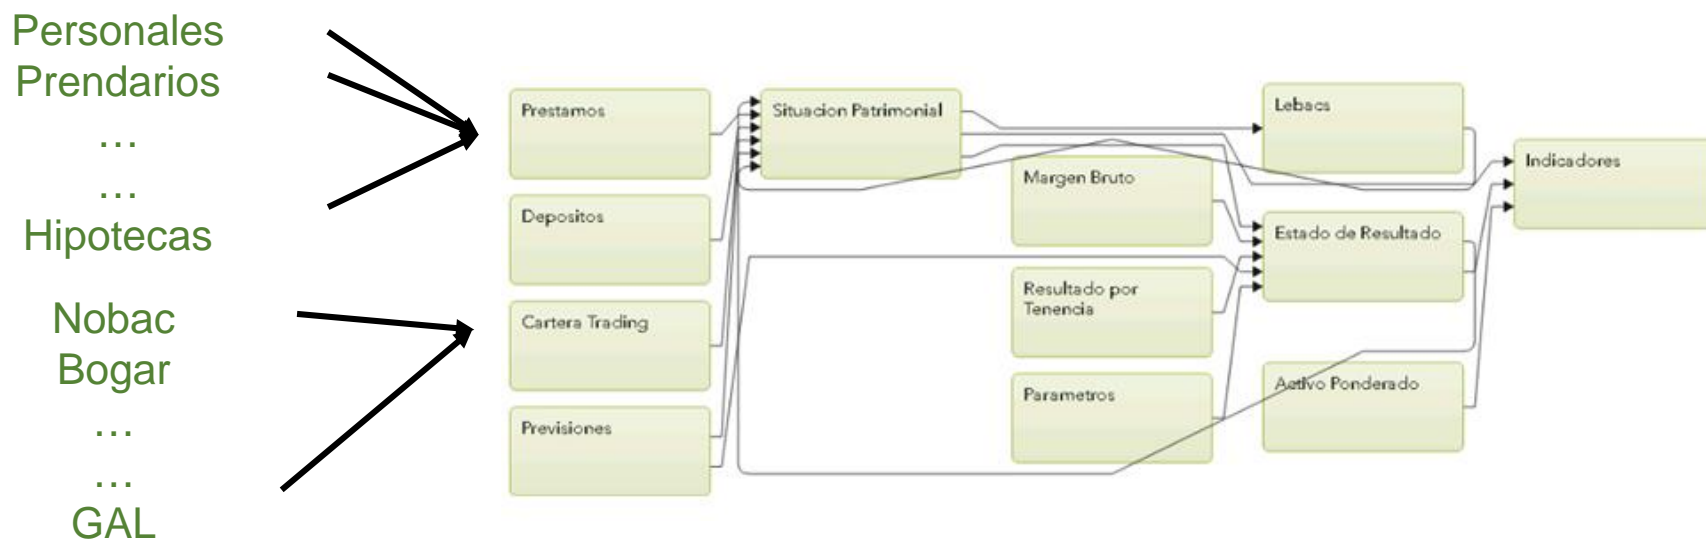 Personales
Prendarios
…
…
Hipotecas
Nobac
Bogar
…
…
GAL
Prestamos
Depositos
Cartera Trading
Previsiones
Situacion Patrimonial
Margen Bruto
Resultado por
Tenencia
Parametros
Lebacs
Estado de Resultado
Activo Ponderado
Indicadores